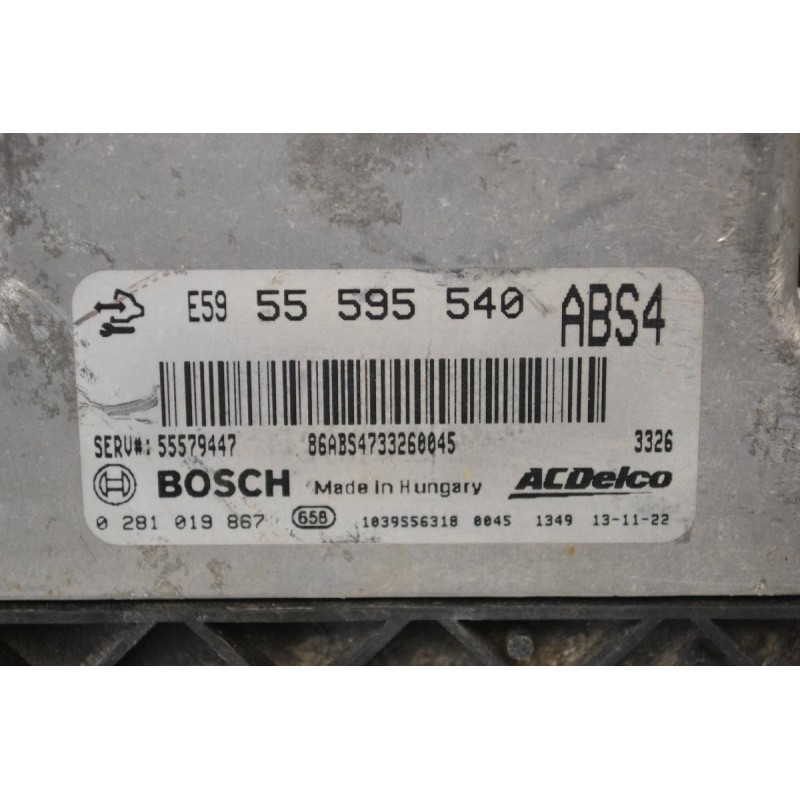 E59 55 595 540 ABS4
SERV#: 55579447 86ABS4733260045 3326
BOSCH Made in Hungary ACDelco
0 281 019 867 658 1039S56318 0045 1349 13-11-22